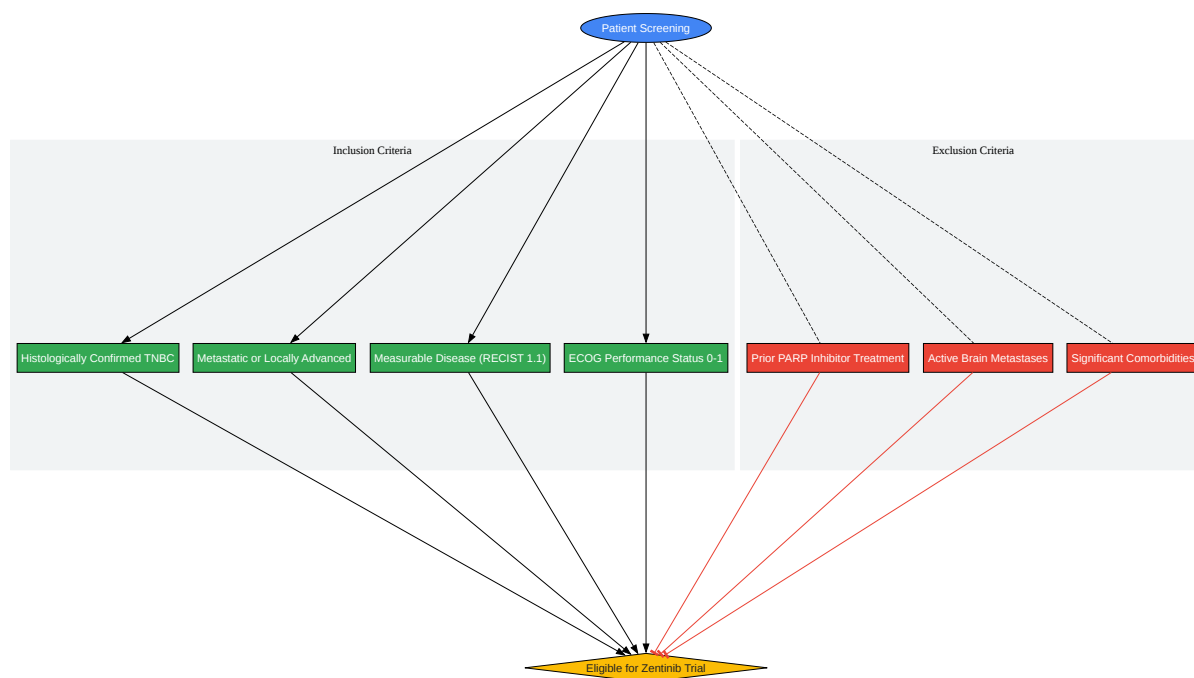 Patient Screening
Inclusion Criteria
Exclusion Criteria
Histologically Confirmed TNBC
Metastatic or Locally Advanced
Measurable Disease (RECIST 1.1)
ECOG Performance Status 0-1
Prior PARP Inhibitor Treatment
Active Brain Metastases
Significant Comorbidities
Eligible for Zentinib Trial